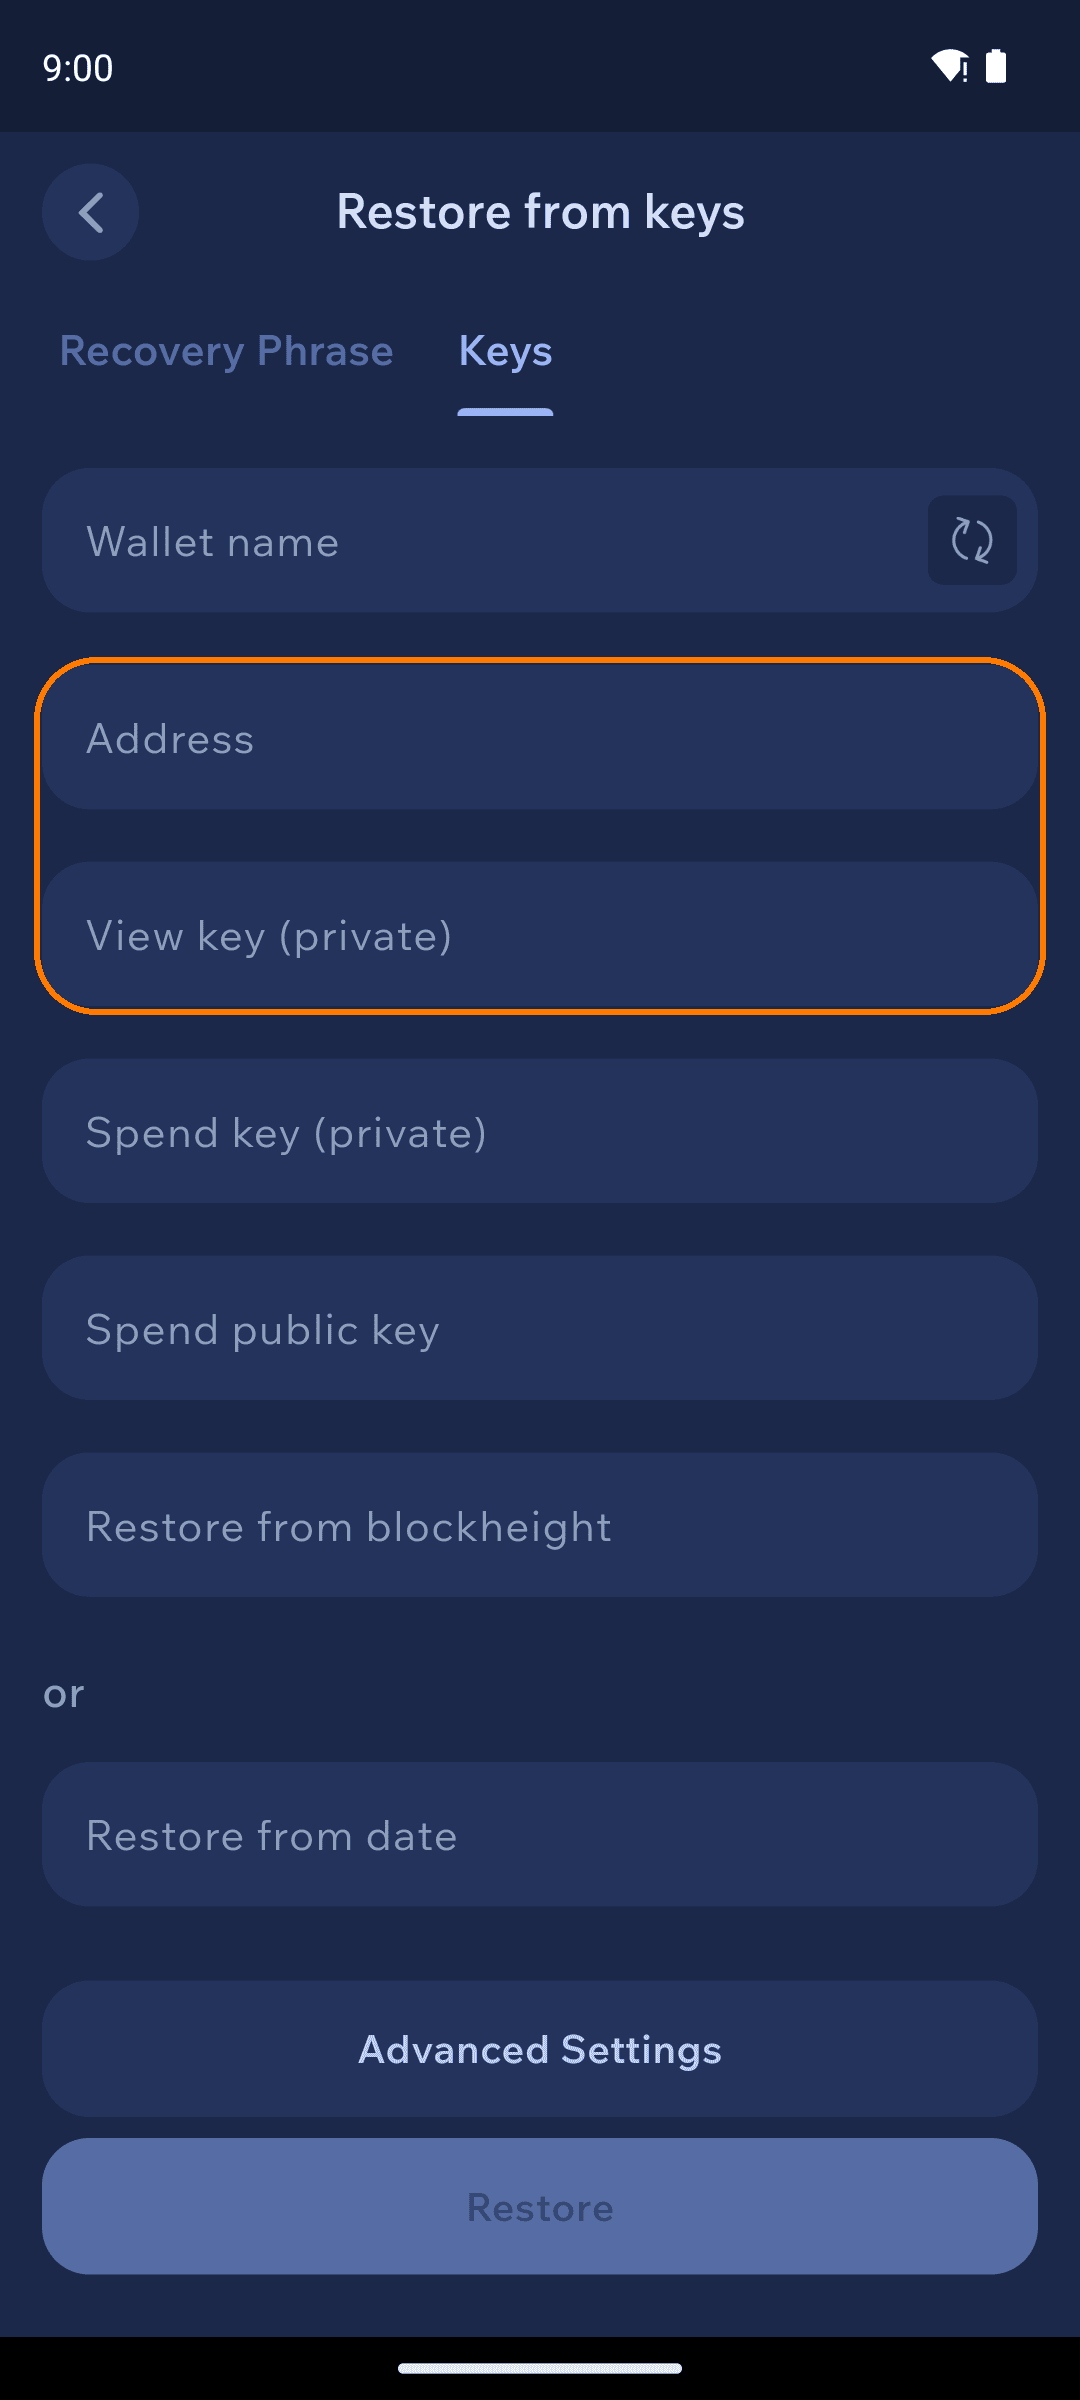 9:00
Restore from keys
Recovery Phrase Keys
Wallet name
Address
View key (private)
Spend key (private)
Spend public key
Restore from blockheight
or
Restore from date
Advanced Settings
Restore